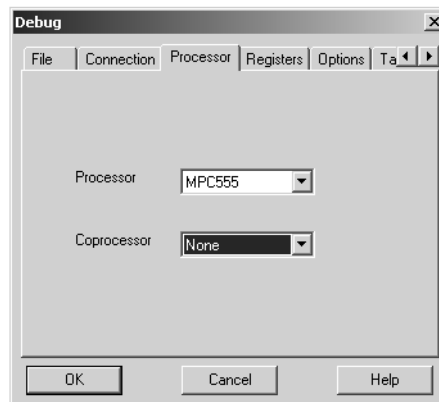 Debug
File Connection Processor Registers Options Ta
Processor MPC555
Coprocessor None
OK Cancel Help